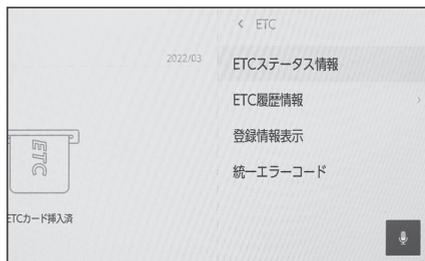 < ETC
2022/03
ETCステータス情報
ETC履歴情報
登録情報表示
統一エラーコード
ETC
ETCカード挿入済